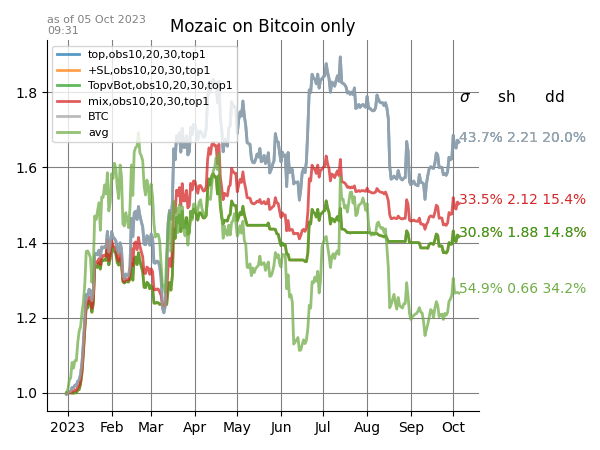 as of 05 Oct 2023
09:31
Mozaic on Bitcoin only
top,obs10,20,30,top1
+SL,obs10,20,30,top1
TopvBot,obs10,20,30,top1
mix,obs10,20,30,top1
BTC
avg
σ sh dd
43.7% 2.21 20.0%
33.5% 2.12 15.4%
30.8% 1.88 14.8%
54.9% 0.66 34.2%
1.8
1.6
1.4
1.2
1.0
2023 Feb Mar Apr May Jun Jul Aug Sep Oct